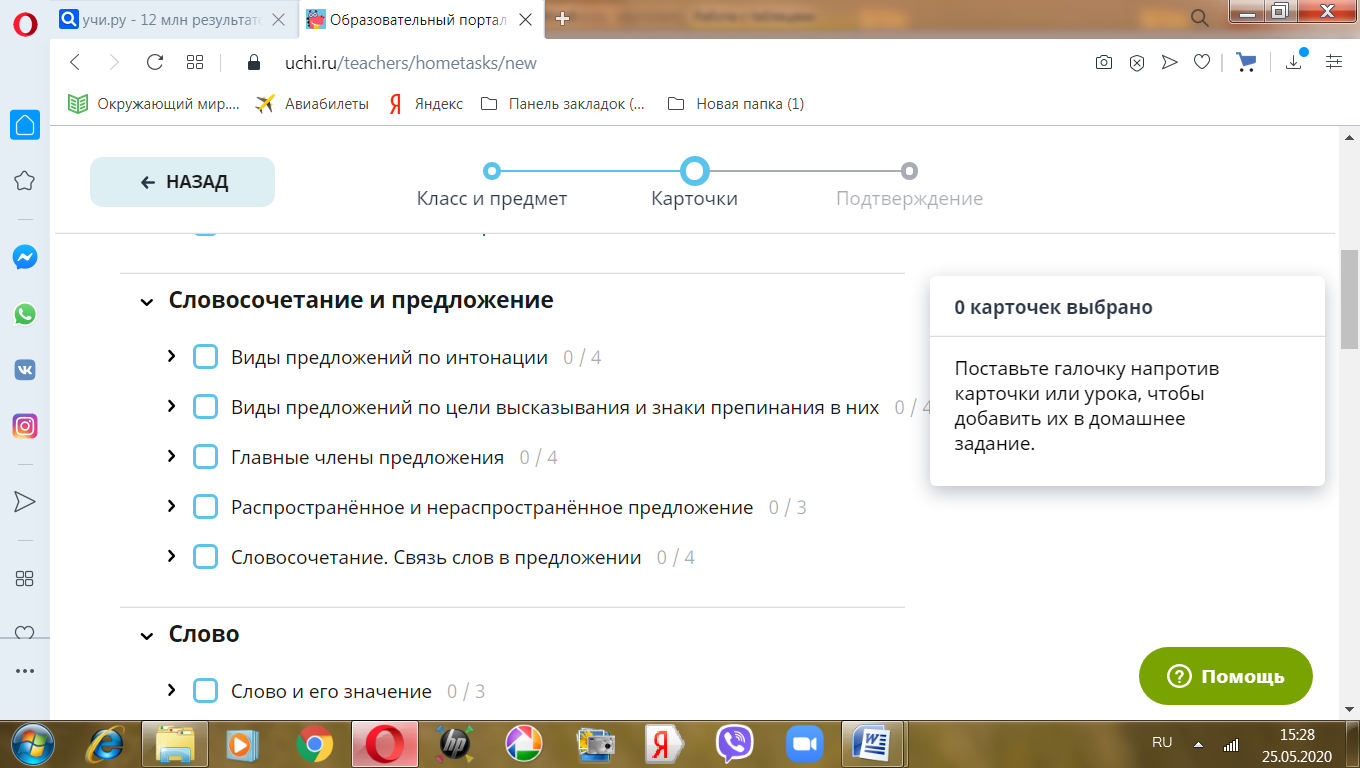 учи.ру - 12 млн результато
Образовательный портал
uchi.ru/teachers/hometasks/new
Окружающий мир....
Авиабилеты
Яндекс
Панель закладок (...
Новая папка (1)
НАЗАД
Класс и предмет
Карточки
Подтверждение
Словосочетание и предложение
0 карточек выбрано
Виды предложений по интонации 0 / 4
Поставьте галочку напротив
карточки или урока, чтобы
добавить их в домашнее
задание.
Виды предложений по цели высказывания и знаки препинания в них 0 / 4
Главные члены предложения 0 / 4
Распространённое и нераспространённое предложение 0 / 3
Словосочетание. Связь слов в предложении 0 / 4
Слово
Слово и его значение 0 / 3
Помощь
RU
15:28
25.05.2020